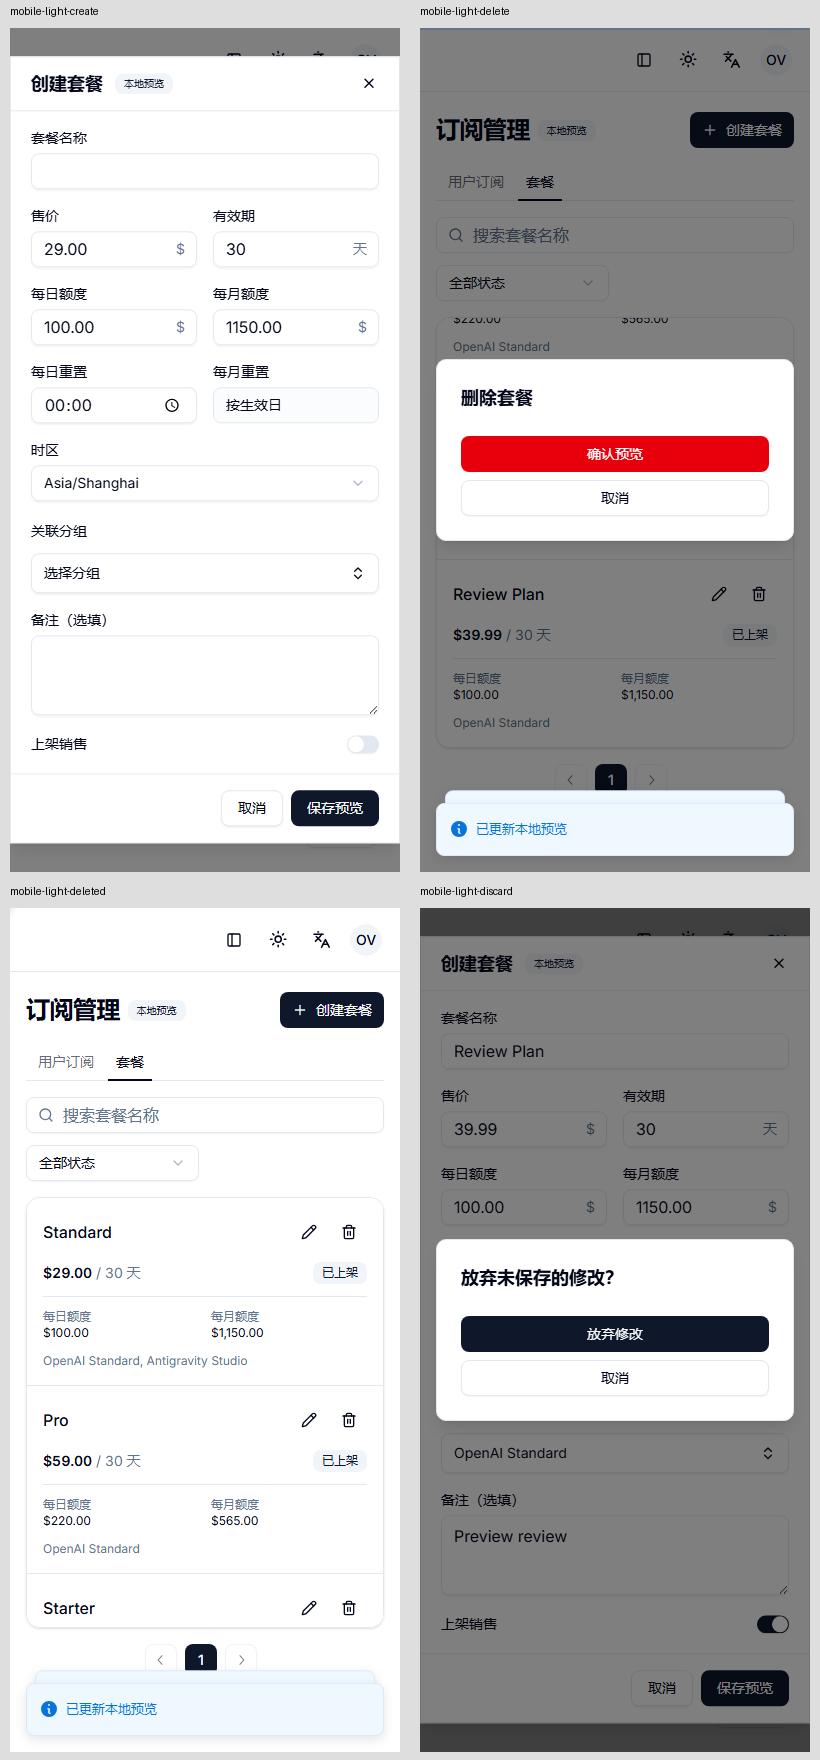 mobile-light-create
创建套餐 本地预览
套餐名称
售价 有效期
29.00 $ 30 天
每日额度 每月额度
100.00 $ 1150.00 $
每日重置 每月重置
00:00 按生效日
时区
Asia/Shanghai
关联分组
选择分组
备注（选填）
上架销售
取消 保存预览
mobile-light-delete
OV
订阅管理 本地预览 创建套餐
用户订阅 套餐
搜索套餐名称
全部状态
$220.00 $565.00
OpenAI Standard
删除套餐
确认预览
取消
Review Plan
$39.99 / 30 天 已上架
每日额度 每月额度
$100.00 $1,150.00
OpenAI Standard
1
已更新本地预览
mobile-light-deleted
OV
订阅管理 本地预览 创建套餐
用户订阅 套餐
搜索套餐名称
全部状态
Standard
$29.00 / 30 天 已上架
每日额度 每月额度
$100.00 $1,150.00
OpenAI Standard, Antigravity Studio
Pro
$59.00 / 30 天 已上架
每日额度 每月额度
$220.00 $565.00
OpenAI Standard
Starter
1
已更新本地预览
mobile-light-discard
创建套餐 本地预览
套餐名称
Review Plan
售价 有效期
39.99 $ 30 天
每日额度 每月额度
100.00 $ 1150.00 $
放弃未保存的修改？
放弃修改
取消
OpenAI Standard
备注（选填）
Preview review
上架销售
取消 保存预览